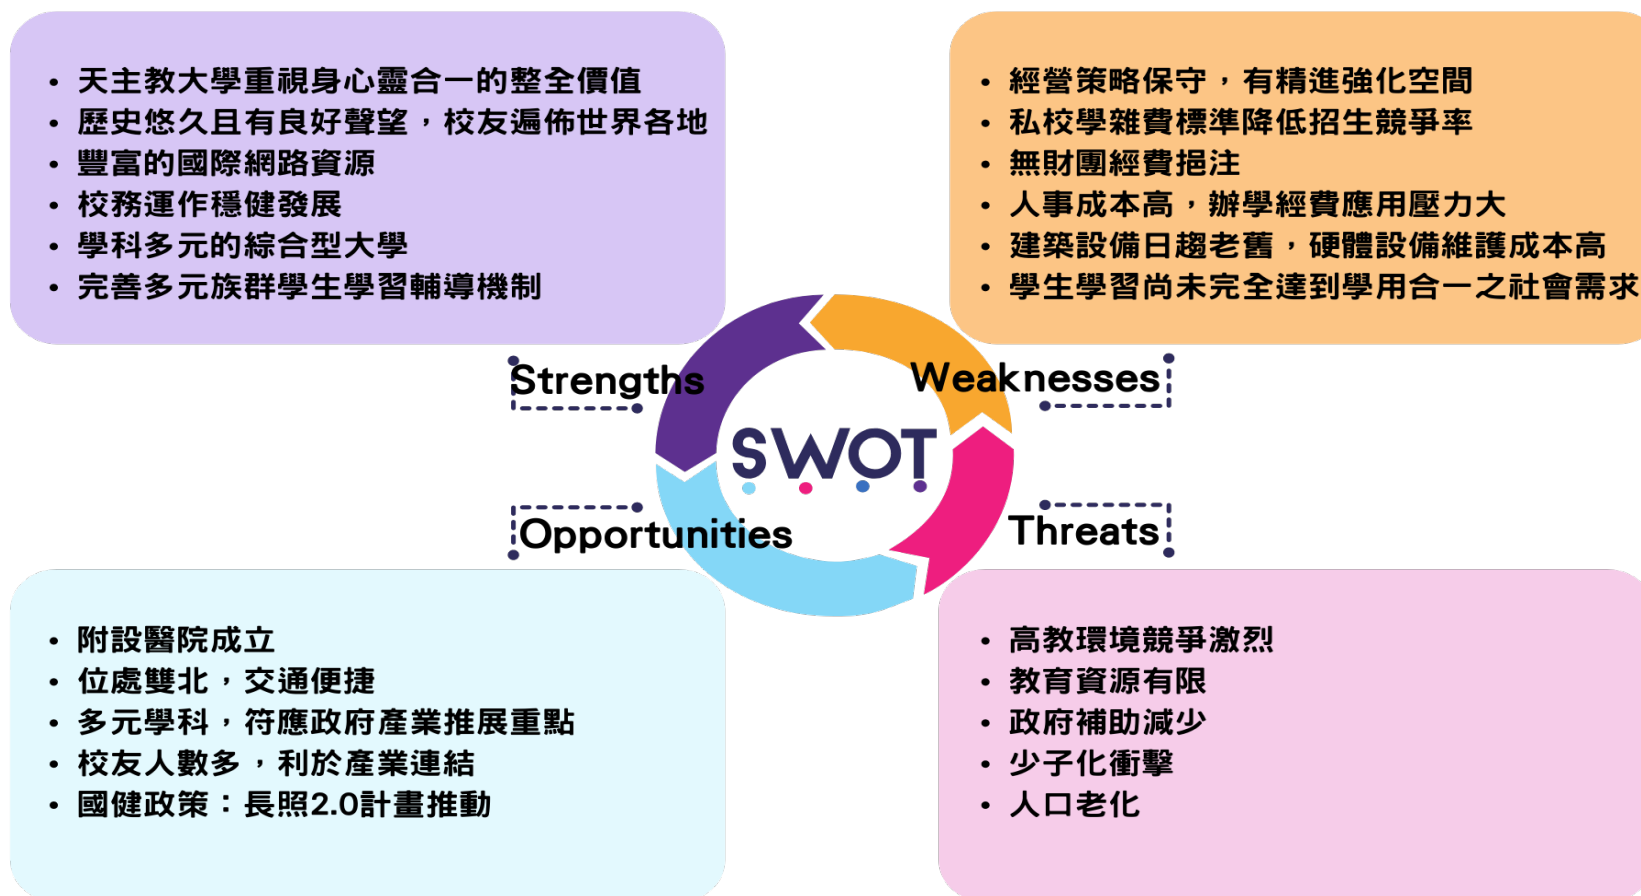 • 天主教大學重視身心靈合一的整全價值
• 歷史悠久且有良好聲望，校友遍佈世界各地
• 豐富的國際網路資源
• 校務運作穩健發展
• 學科多元的綜合型大學
• 完善多元族群學生學習輔導機制
• 經營策略保守，有精進強化空間
• 私校學雜費標準降低招生競爭率
• 無財團經費挹注
• 人事成本高，辦學經費應用壓力大
• 建築設備日趨老舊，硬體設備維護成本高
• 學生學習尚未完全達到學用合一之社會需求
Strengths
Weaknesses
SWOT
Opportunities
Threats
• 附設醫院成立
• 位處雙北，交通便捷
• 多元學科，符應政府產業推展重點
• 校友人數多，利於產業連結
• 國健政策：長照2.0計畫推動
• 高教環境競爭激烈
• 教育資源有限
• 政府補助減少
• 少子化衝擊
• 人口老化